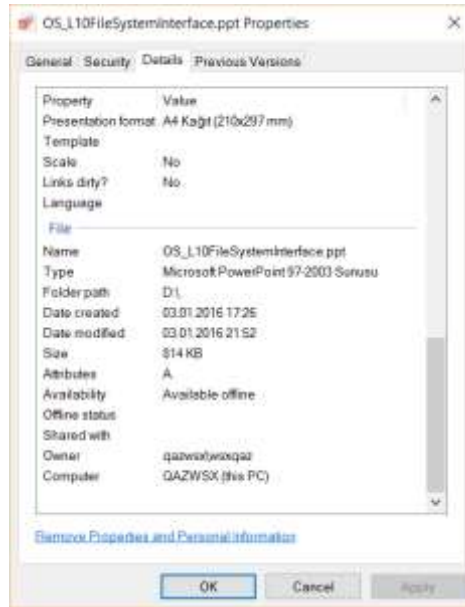 OS_L10FileSystemInterface.ppt Properties
General Security Details Previous Versions
Property Value
Presentation format A4 Kağıt (210x297 mm)
Template
Scale No
Links dirty? No
Language
File
Name OS_L10FileSystemInterface.ppt
Type Microsoft PowerPoint 97-2003 Sunusu
Folder path D:\
Date created 03.01.2016 17:26
Date modified 03.01.2016 21:52
Size 814 KB
Attributes A
Availability Available offline
Offline status
Shared with
Owner qazwsx\wsxqaz
Computer QAZWSX (this PC)
Remove Properties and Personal Information
OK Cancel Apply